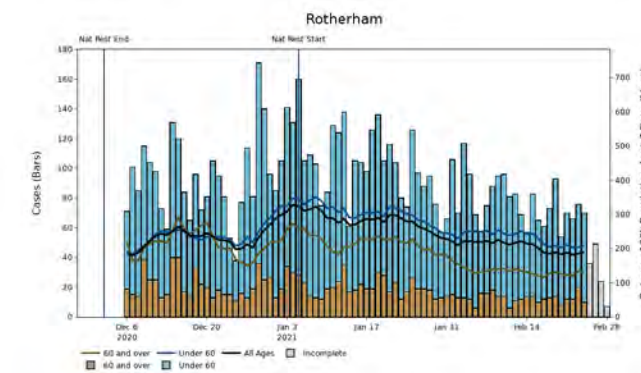 Rotherham
Nat Rest End
Nat Rest Start
180
160
140
120
100
80
60
40
20
0
Cases (Bars)
700
600
500
400
300
200
100
0
Dec 6
2020
Dec 20
Jan 3
2021
Jan 17
Jan 31
Feb 14
Feb 28
60 and over
Under 60
All Ages
Incomplete
60 and over
Under 60